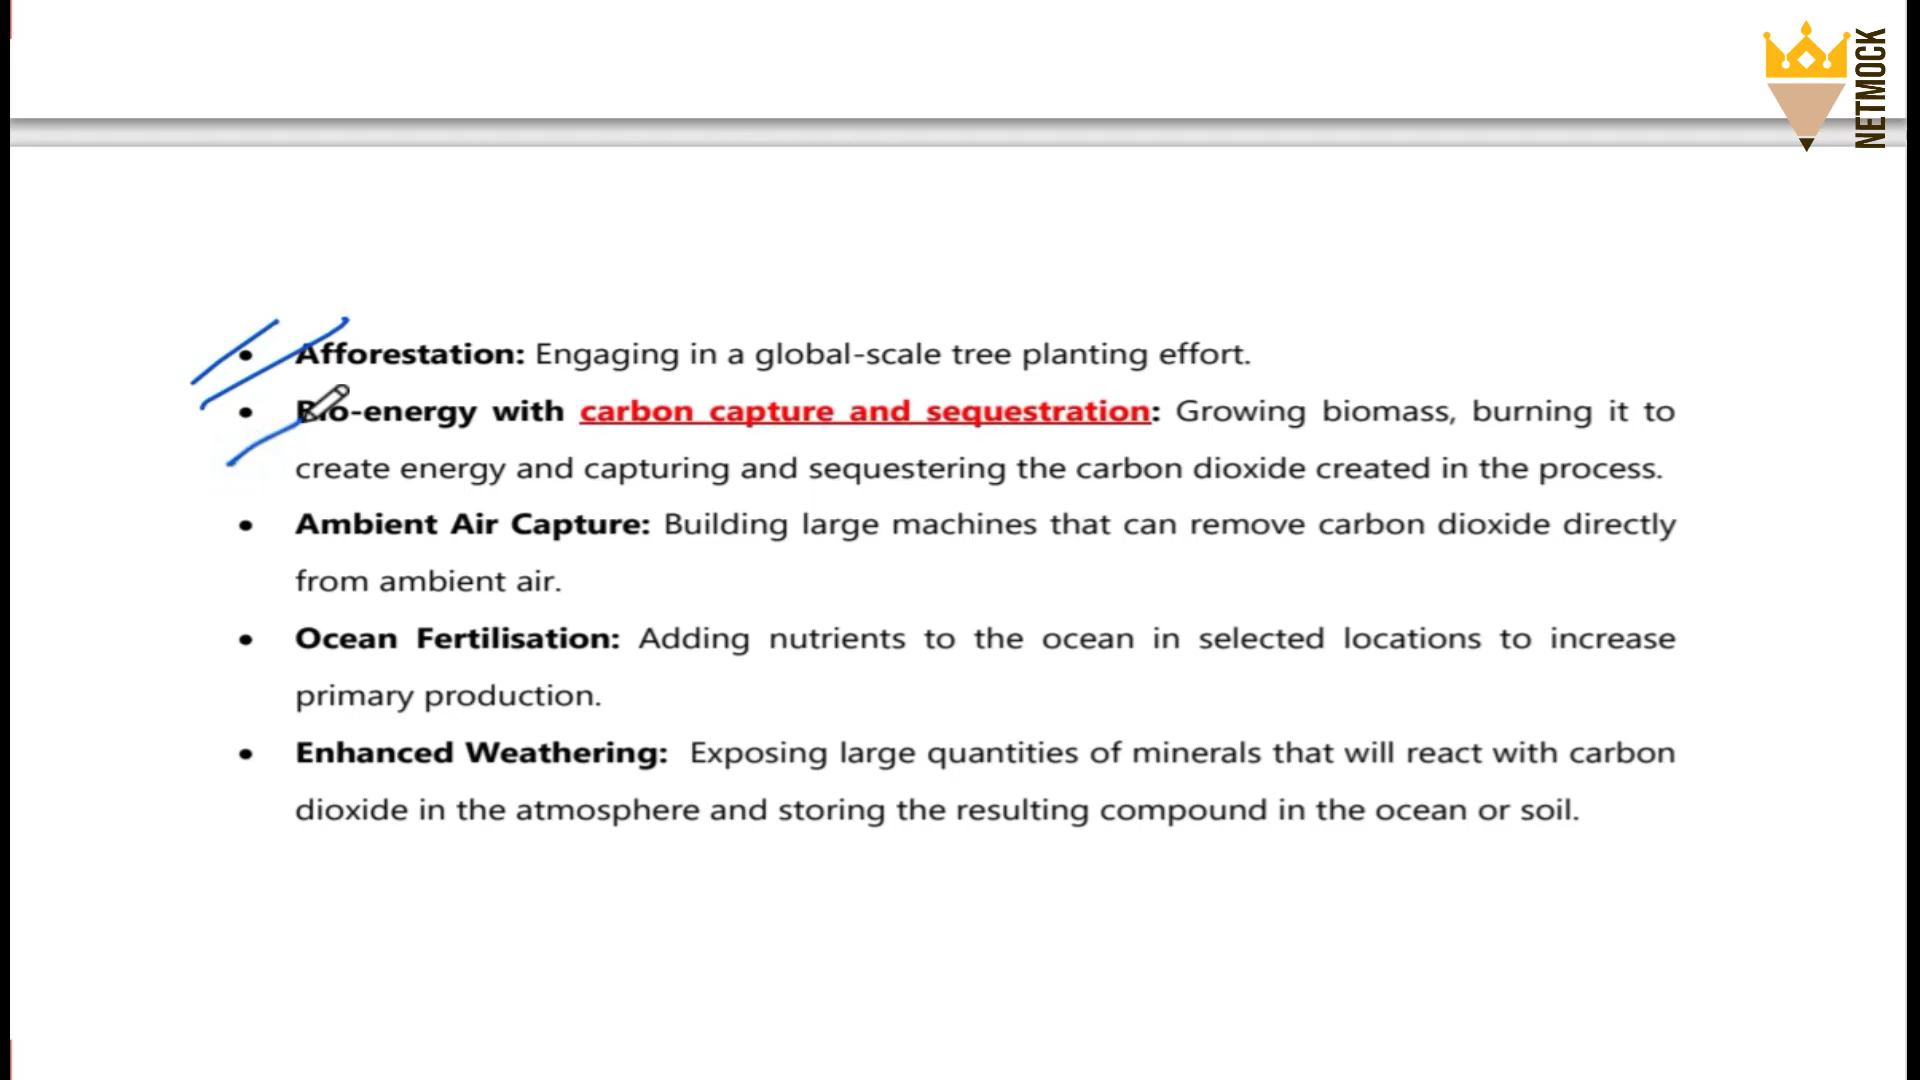 NETMOCK
• Afforestation: Engaging in a global-scale tree planting effort.
• Bio-energy with carbon capture and sequestration: Growing biomass, burning it to
create energy and capturing and sequestering the carbon dioxide created in the process.
• Ambient Air Capture: Building large machines that can remove carbon dioxide directly
from ambient air.
• Ocean Fertilisation: Adding nutrients to the ocean in selected locations to increase
primary production.
• Enhanced Weathering: Exposing large quantities of minerals that will react with carbon
dioxide in the atmosphere and storing the resulting compound in the ocean or soil.